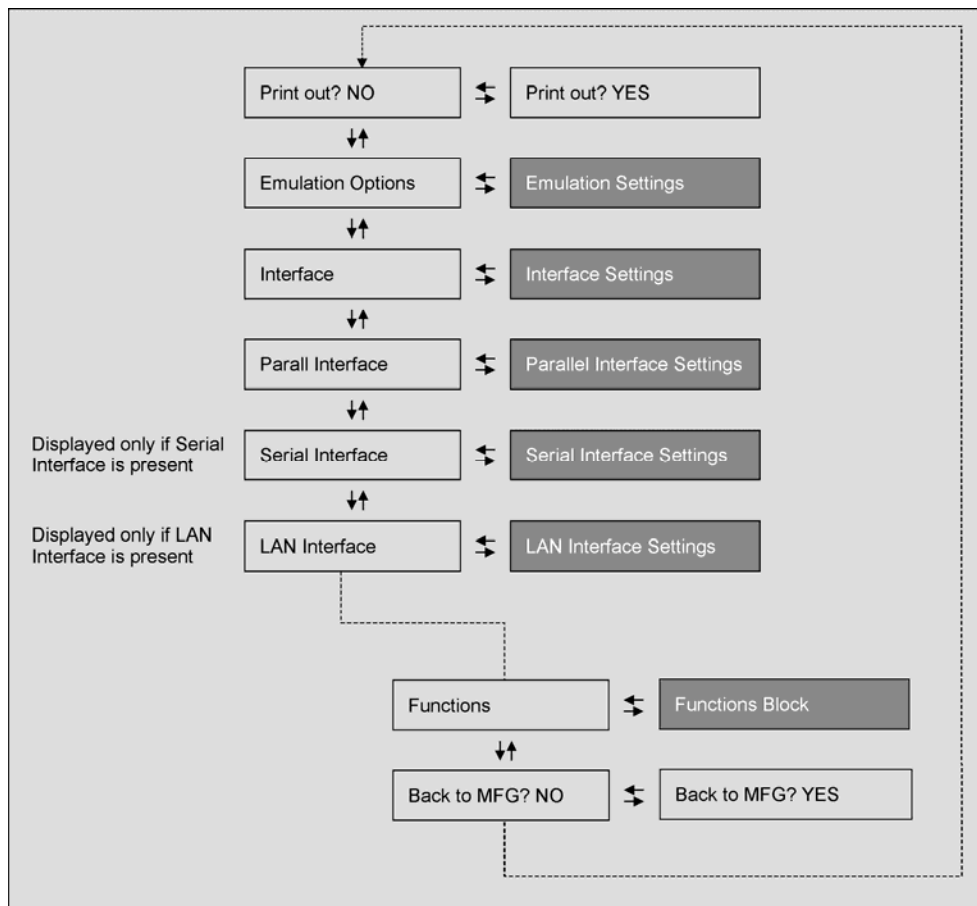 Print out? NO
Print out? YES
Emulation Options
Emulation Settings
Interface
Interface Settings
Parall Interface
Parallel Interface Settings
Displayed only if Serial
Interface is present
Serial Interface
Serial Interface Settings
Displayed only if LAN
Interface is present
LAN Interface
LAN Interface Settings
Functions
Functions Block
Back to MFG? NO
Back to MFG? YES